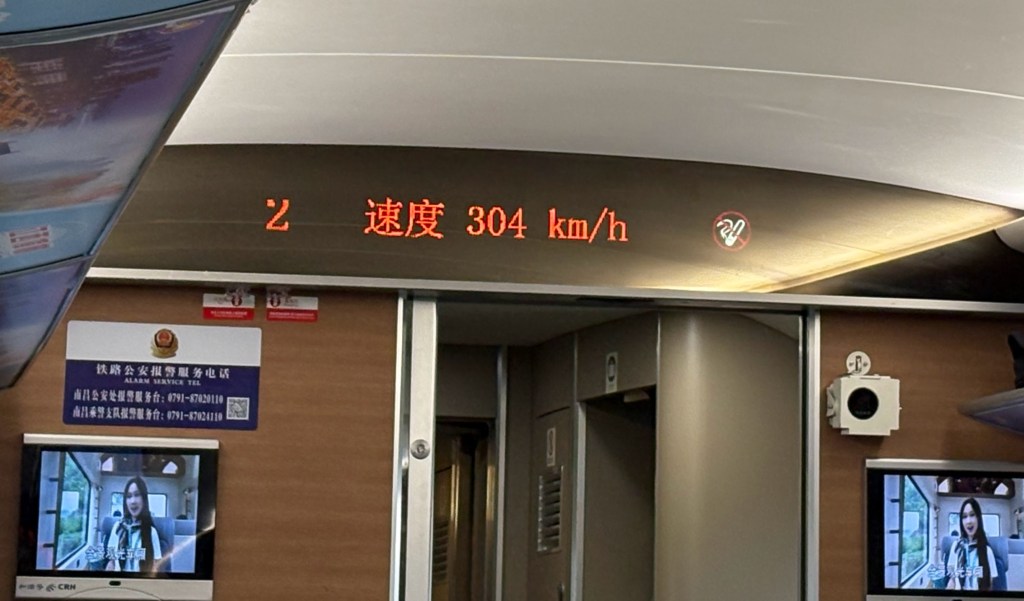 2 速度 304 km/h
铁路公安报警服务电话
ALARM SERVICE TEL
南昌公安处报警服务台：0791-87020110
南昌乘警支队报警服务台：0791-87024110
CRH